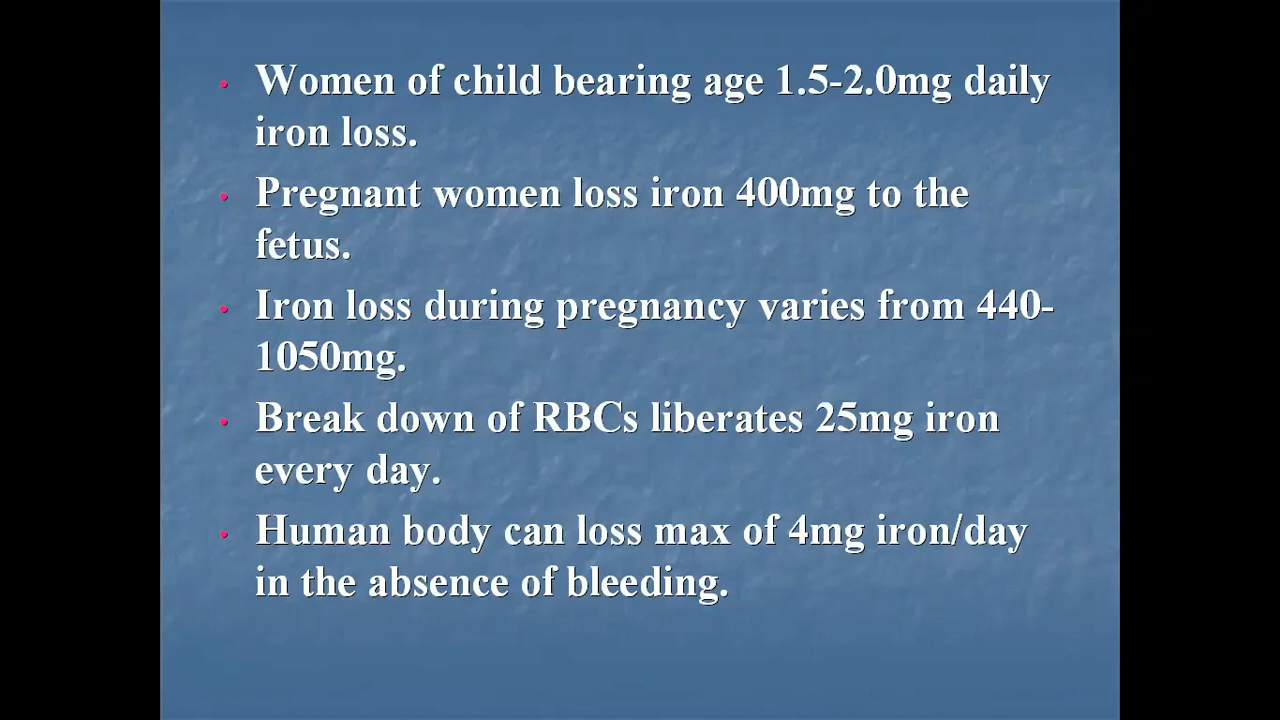 • Women of child bearing age 1.5-2.0mg daily
iron loss.
• Pregnant women loss iron 400mg to the
fetus.
• Iron loss during pregnancy varies from 440-
1050mg.
• Break down of RBCs liberates 25mg iron
every day.
• Human body can loss max of 4mg iron/day
in the absence of bleeding.